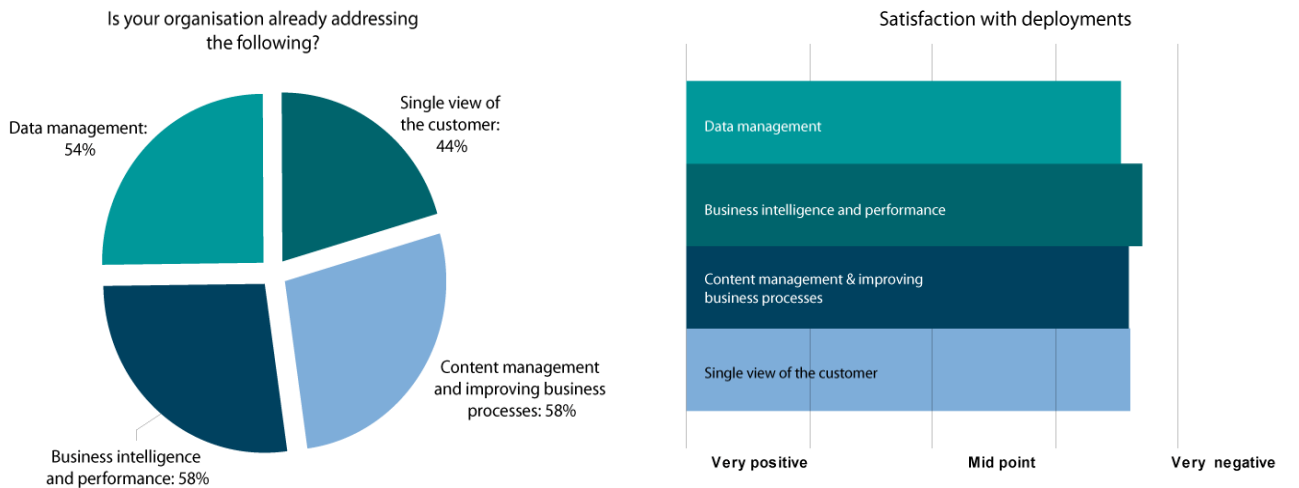 Is your organisation already addressing
the following?
Data management:
54%
Single view of
the customer:
44%
Content management
and improving business
processes: 58%
Business intelligence
and performance: 58%
Satisfaction with deployments
Data management
Business intelligence and performance
Content management & improving
business processes
Single view of the customer
Very positive
Mid point
Very negative